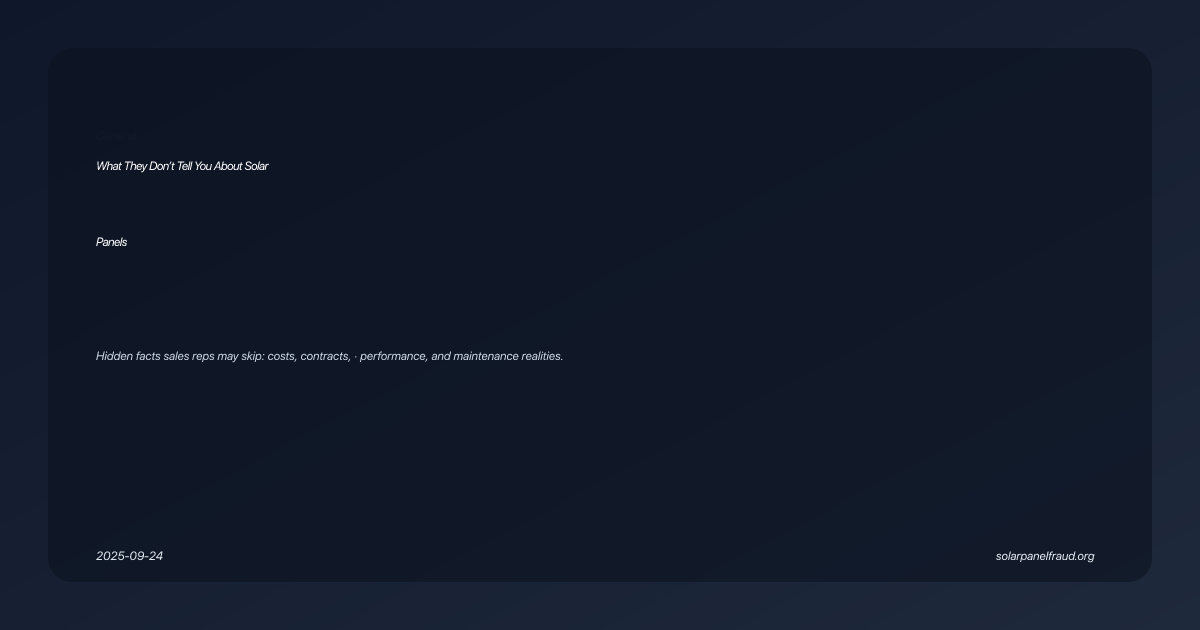 What They Don't Tell You About Solar
Panels
Hidden facts sales reps may skip: costs, contracts, · performance, and maintenance realities.
2025-09-24
solarpanelfraud.org